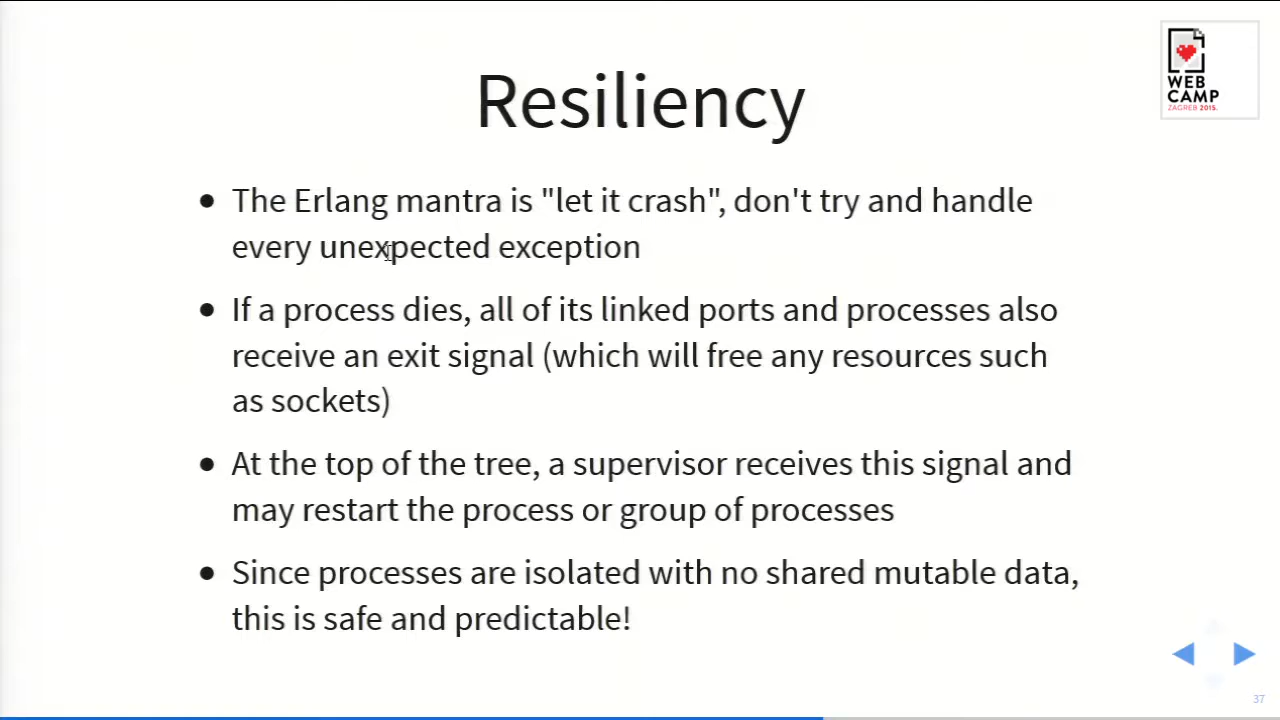 Resiliency
WEB
CAMP
ZAGREB 2015.
The Erlang mantra is "let it crash", don't try and handle
every unexpected exception
If a process dies, all of its linked ports and processes also
receive an exit signal (which will free any resources such
as sockets)
At the top of the tree, a supervisor receives this signal and
may restart the process or group of processes
Since processes are isolated with no shared mutable data,
this is safe and predictable!
37